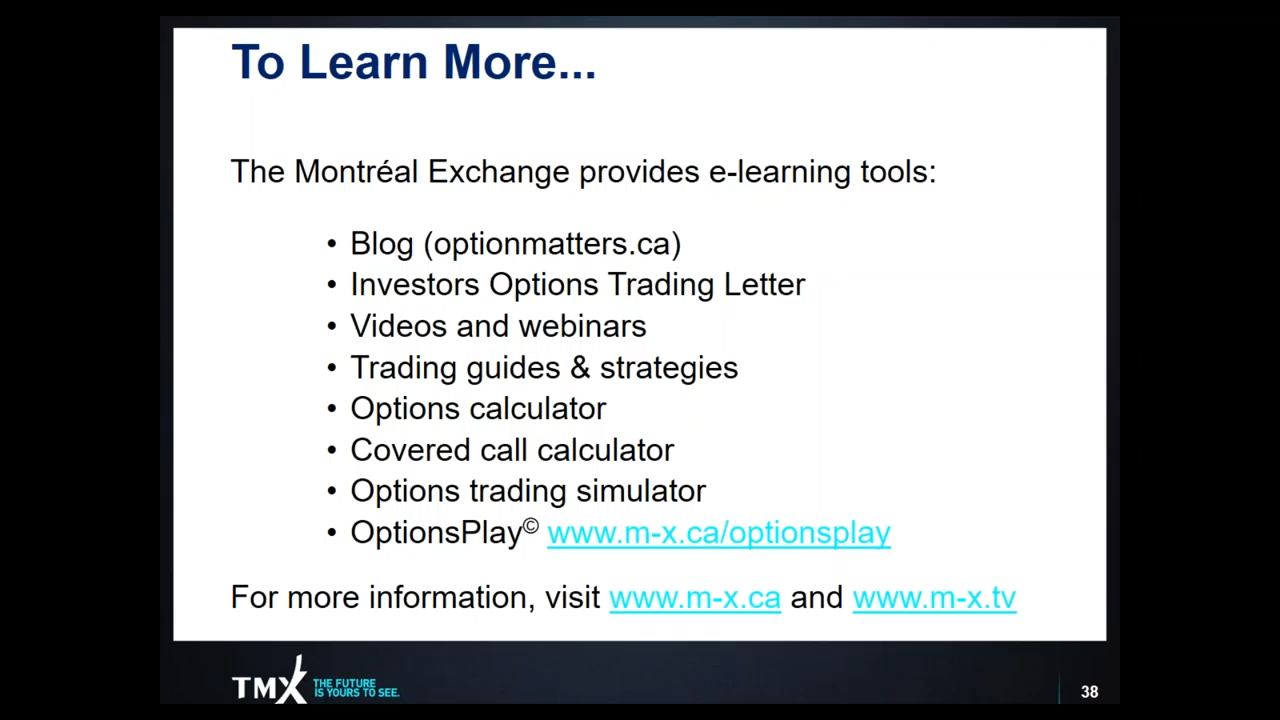 To Learn More...
The Montréal Exchange provides e-learning tools:
• Blog (optionmatters.ca)
• Investors Options Trading Letter
• Videos and webinars
• Trading guides & strategies
• Options calculator
• Covered call calculator
• Options trading simulator
• OptionsPlay© www.m-x.ca/optionsplay
For more information, visit www.m-x.ca and www.m-x.tv
TMX THE FUTURE
IS YOURS TO SEE.
38